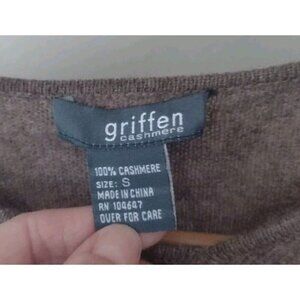 griffen
cashmere
100% CASHMERE
SIZE: S
MADE IN CHINA
RN 104647
OVER FOR CARE